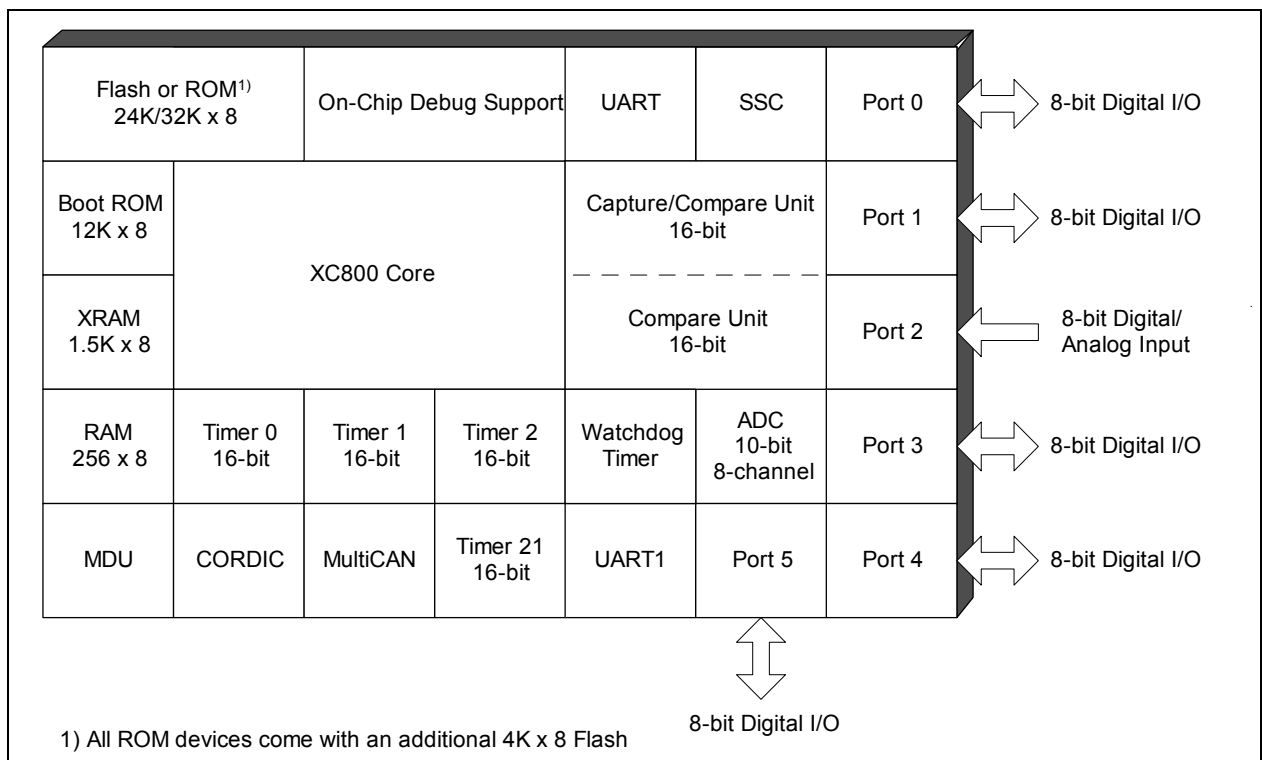 Flash or ROM1)
24K/32K x 8
On-Chip Debug Support
UART
SSC
Port 0
8-bit Digital I/O
Boot ROM
12K x 8
XC800 Core
Capture/Compare Unit
16-bit
Port 1
8-bit Digital I/O
XRAM
1.5K x 8
Compare Unit
16-bit
Port 2
8-bit Digital/
Analog Input
RAM
256 x 8
Timer 0
16-bit
Timer 1
16-bit
Timer 2
16-bit
Watchdog
Timer
ADC
10-bit
8-channel
Port 3
8-bit Digital I/O
MDU
CORDIC
MultiCAN
Timer 21
16-bit
UART1
Port 5
Port 4
8-bit Digital I/O
8-bit Digital I/O
1) All ROM devices come with an additional 4K x 8 Flash